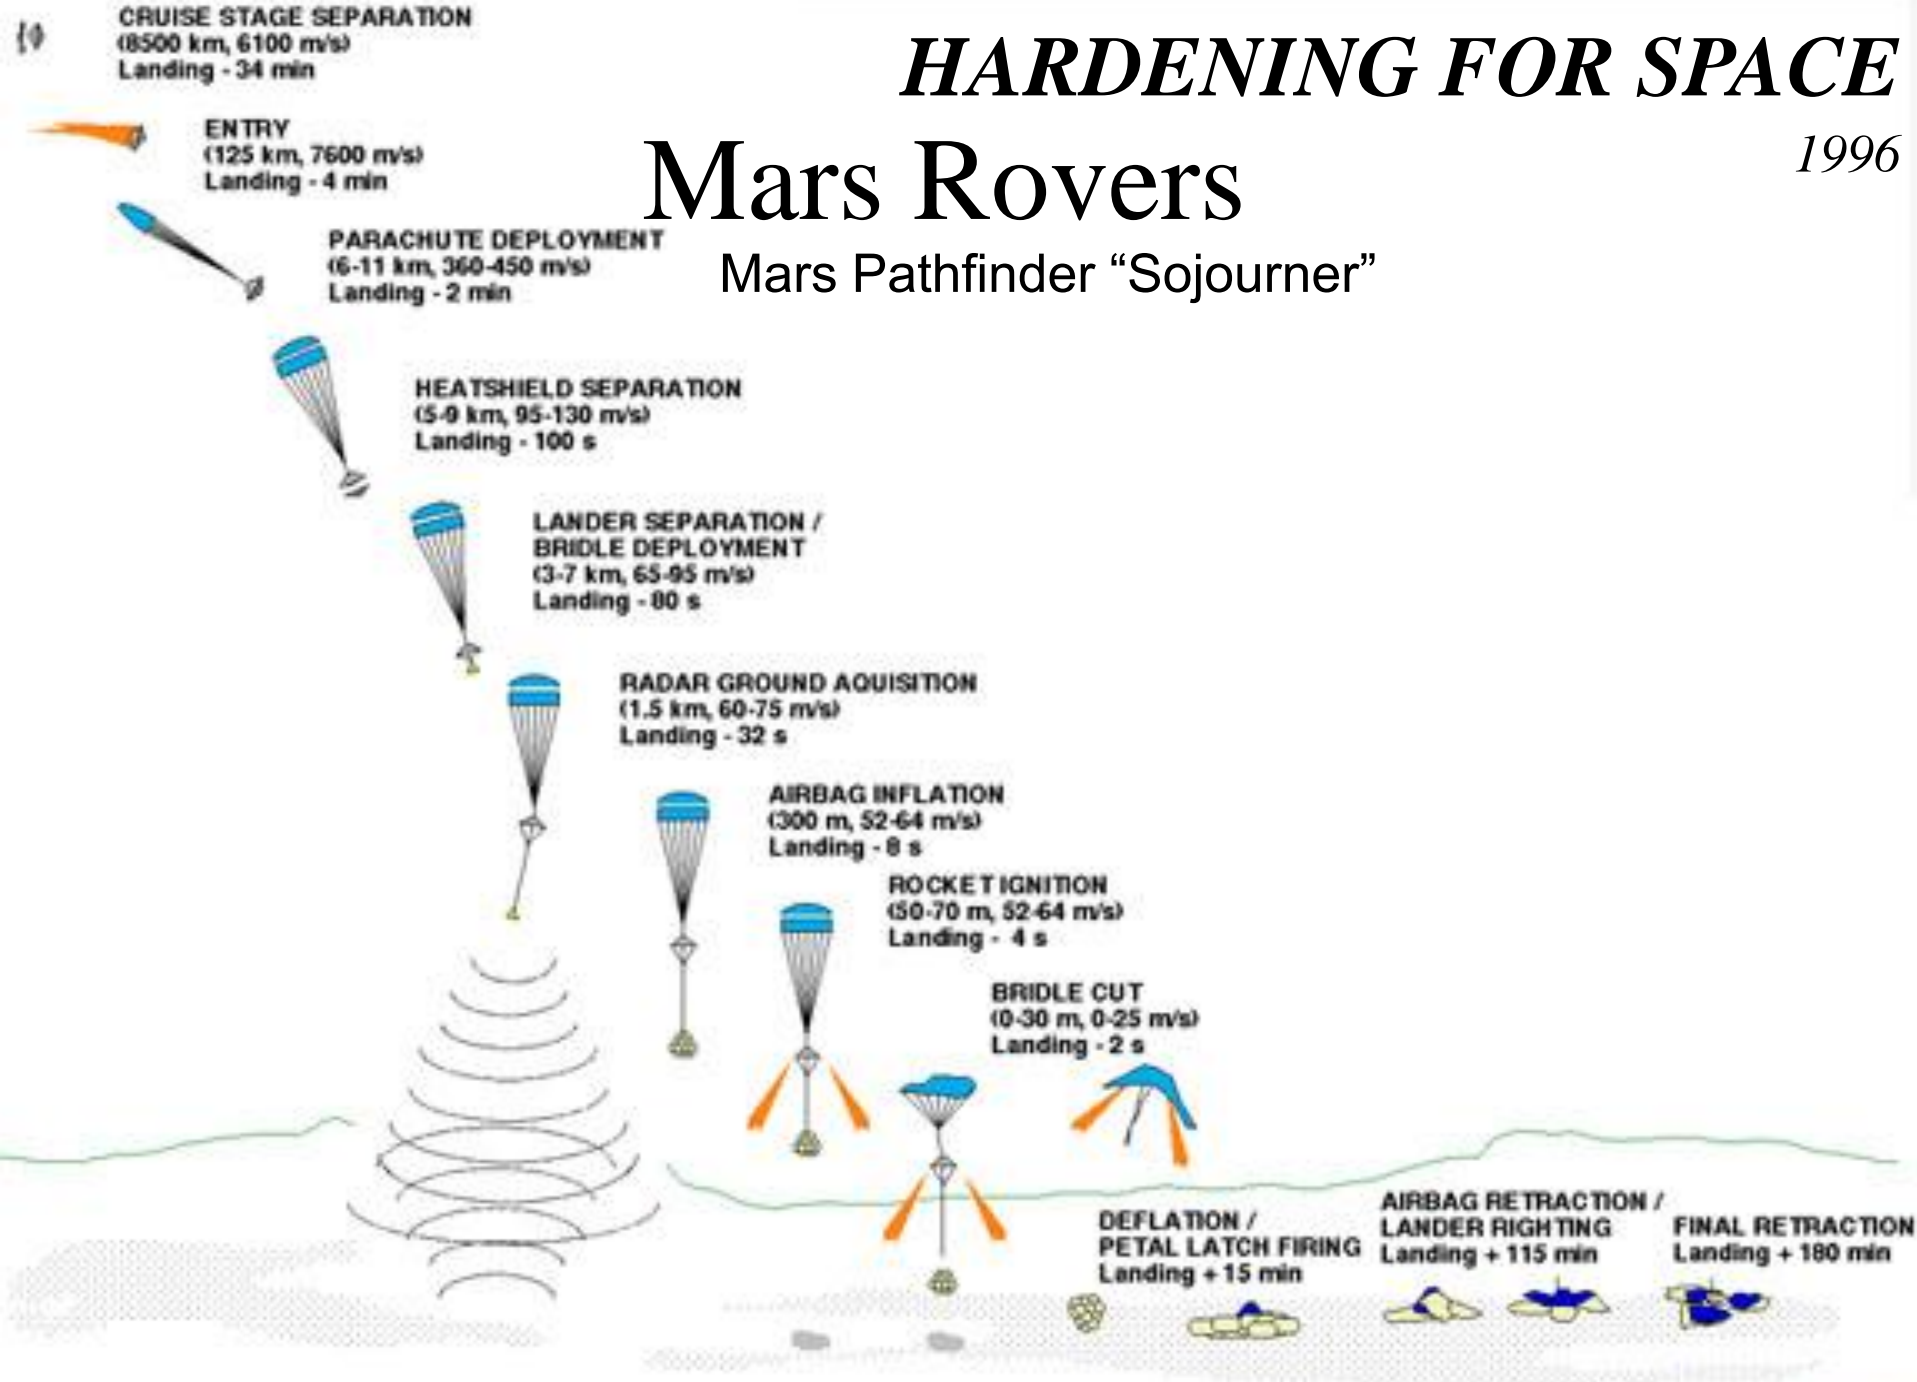 HARDENING FOR SPACE
1996
Mars Rovers
Mars Pathfinder “Sojourner”
CRUISE STAGE SEPARATION
(8500 km, 6100 m/s)
Landing - 34 min
ENTRY
(125 km, 7600 m/s)
Landing - 4 min
PARACHUTE DEPLOYMENT
(6-11 km, 360-450 m/s)
Landing - 2 min
HEATSHIELD SEPARATION
(5-9 km, 95-130 m/s)
Landing - 100 s
LANDER SEPARATION /
BRIDLE DEPLOYMENT
(3-7 km, 65-95 m/s)
Landing - 80 s
RADAR GROUND AQUISITION
(1.5 km, 60-75 m/s)
Landing - 32 s
AIRBAG INFLATION
(300 m, 52-64 m/s)
Landing - 8 s
ROCKET IGNITION
(50-70 m, 52-64 m/s)
Landing - 4 s
BRIDLE CUT
(0-30 m, 0-25 m/s)
Landing - 2 s
DEFLATION /
PETAL LATCH FIRING
Landing + 15 min
AIRBAG RETRACTION /
LANDER RIGHTING
Landing + 115 min
FINAL RETRACTION
Landing + 180 min